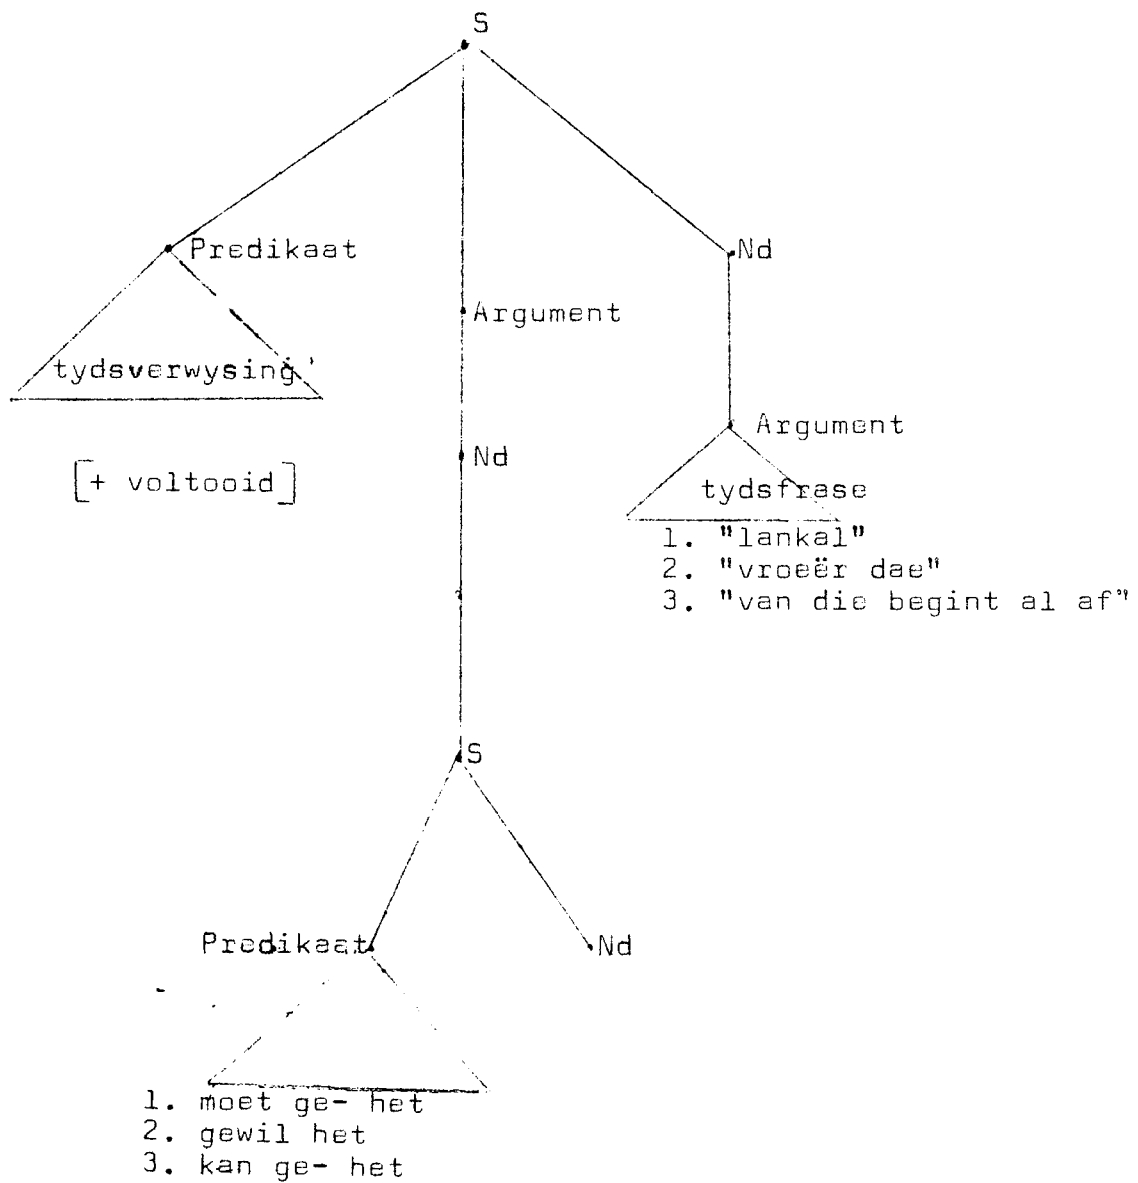 S
Predikaat
Nd
Argument
tydsverwysing'
Argument
Nd
[+ voltooid]
tydsfrase
1. "lankal"
2. "vroeër dae"
3. "van die begint al af"
S
Predikaat
Nd
1. moet ge- het
2. gewil het
3. kan ge- het